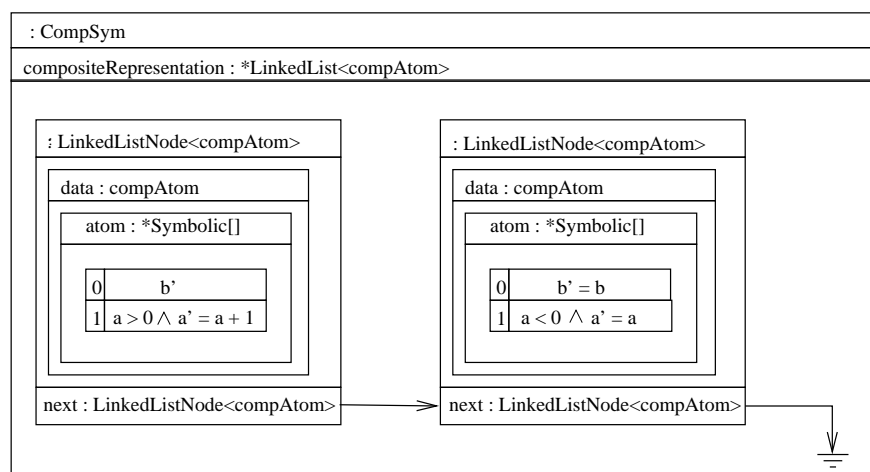 : CompSym
compositeRepresentation : *LinkedList<compAtom>
: LinkedListNode<compAtom>
data : compAtom
atom : *Symbolic[]
0 b’
1 a > 0 ∧ a’ = a + 1
next : LinkedListNode<compAtom>
: LinkedListNode<compAtom>
data : compAtom
atom : *Symbolic[]
0 b’ = b
1 a < 0 ∧ a’ = a
next : LinkedListNode<compAtom>